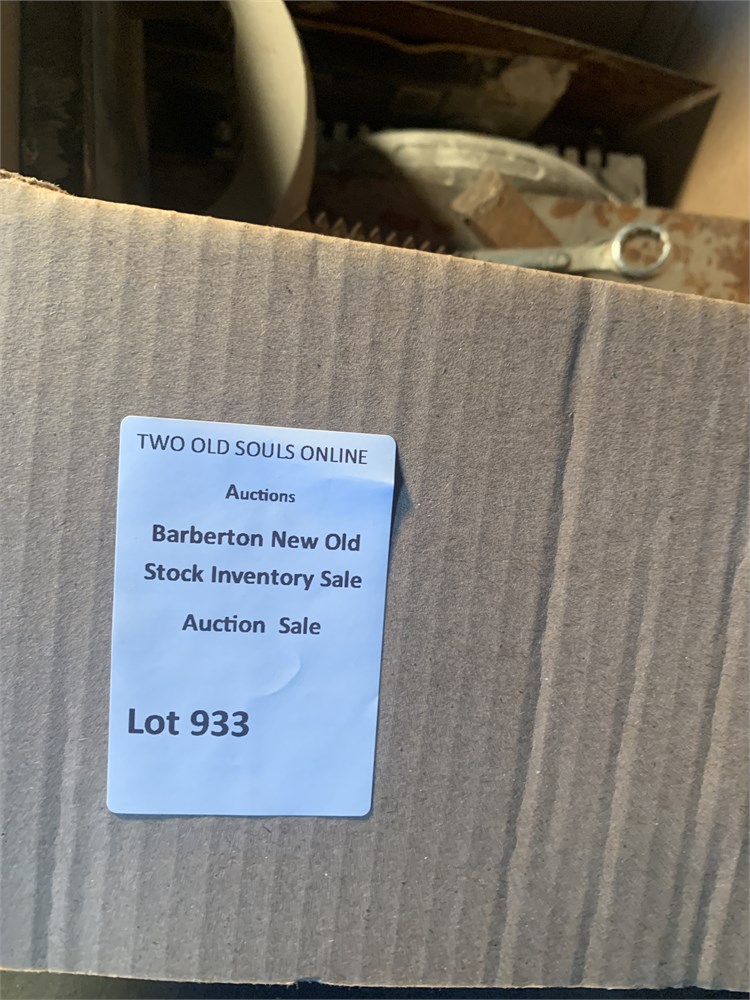 TWO OLD SOULS ONLINE
Auctions
Barberton New Old
Stock Inventory Sale
Auction Sale
Lot 933